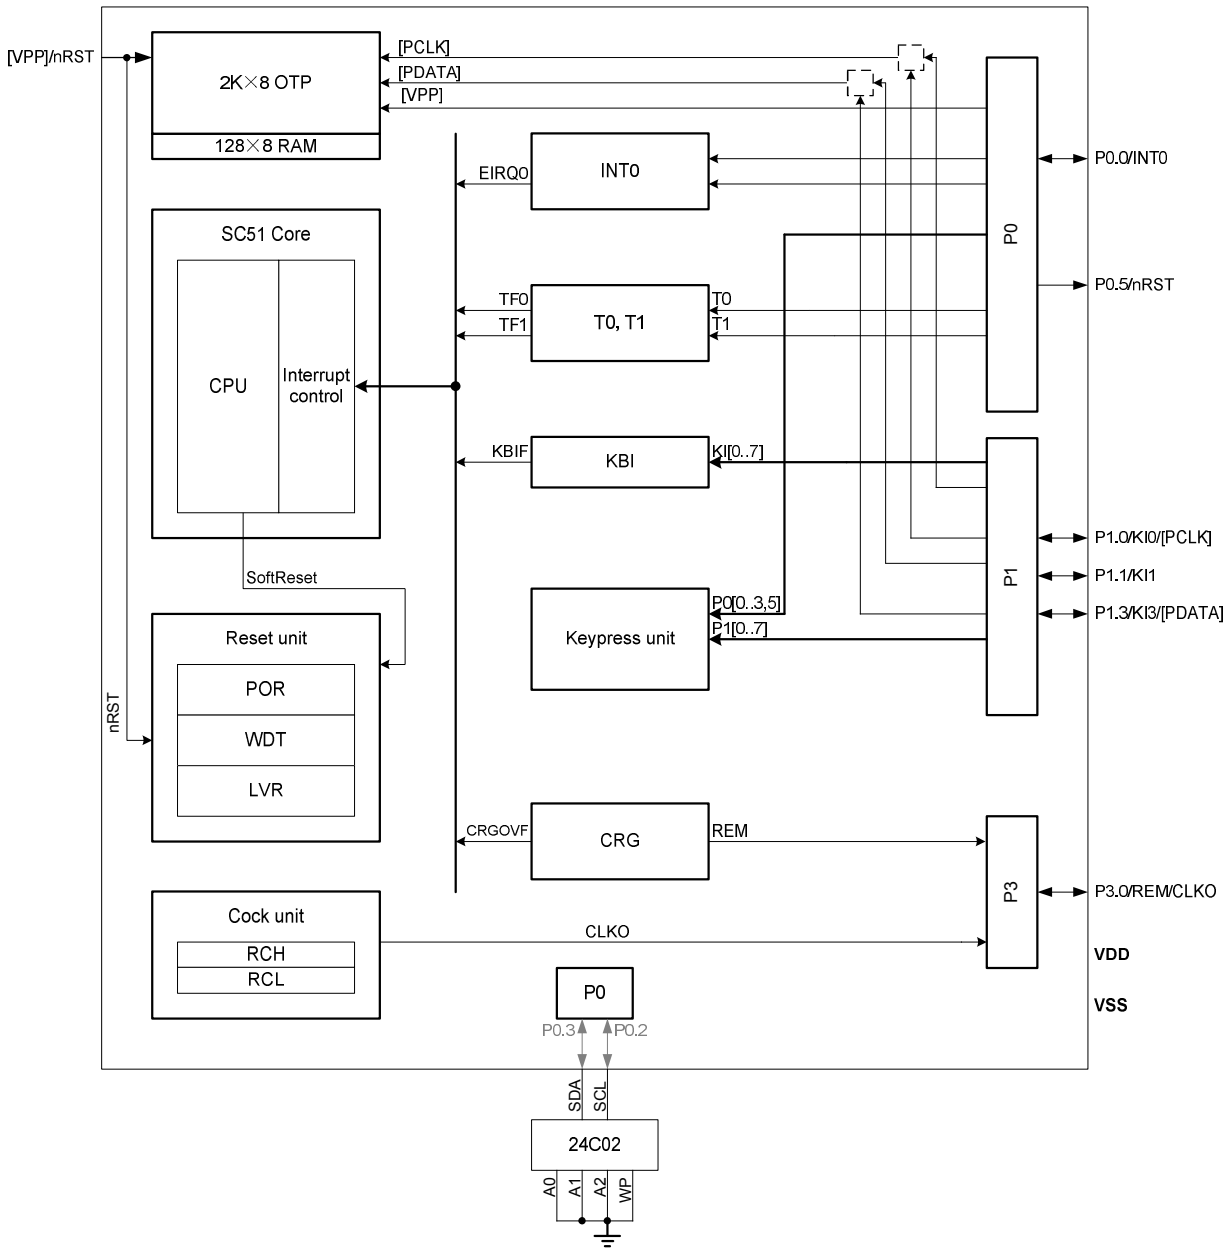 [VPP]/nRST
2K×8 OTP
128×8 RAM
[PCLK]
[PDATA]
[VPP]
EIRQ0
INT0
P0
P0.0/INT0
P0.5/nRST
SC51 Core
CPU
Interrupt
control
TF0
TF1
T0, T1
T0
T1
KBIF
KBI
KI[0..7]
P1
P1.0/KI0/[PCLK]
P1.1/KI1
P1.3/KI3/[PDATA]
SoftReset
Reset unit
POR
WDT
LVR
nRST
Keypress unit
P0[0..3,5]
P1[0..7]
CRGOVF
CRG
REM
P3
P3.0/REM/CLKO
Cock unit
RCH
RCL
CLKO
VDD
VSS
P0
P0.3
P0.2
SDA
SCL
24C02
A0
A1
A2
WP